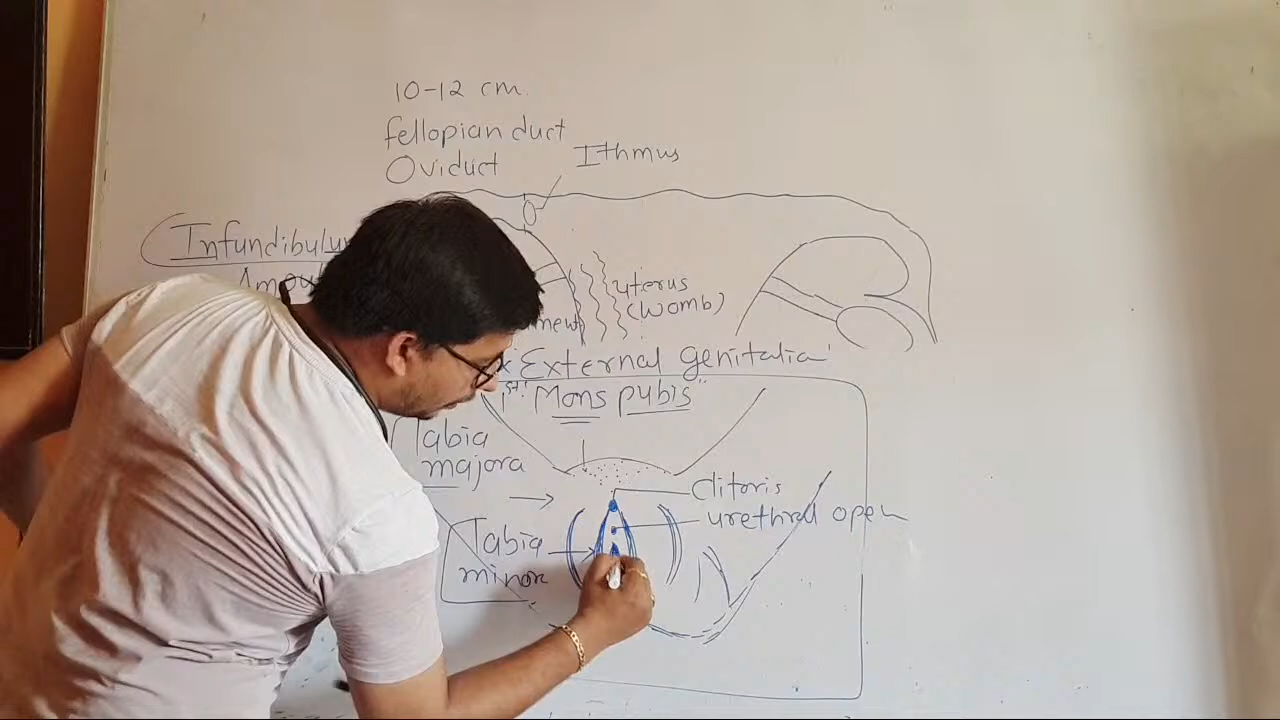 10-12 cm.
fellopian duct
Oviduct
Ithmus
Infundibulum
uterus
(womb)
External genitalia'
1st! "Mons pubis"
Labia
majora
Clitoris
urethral open
Labia
minor